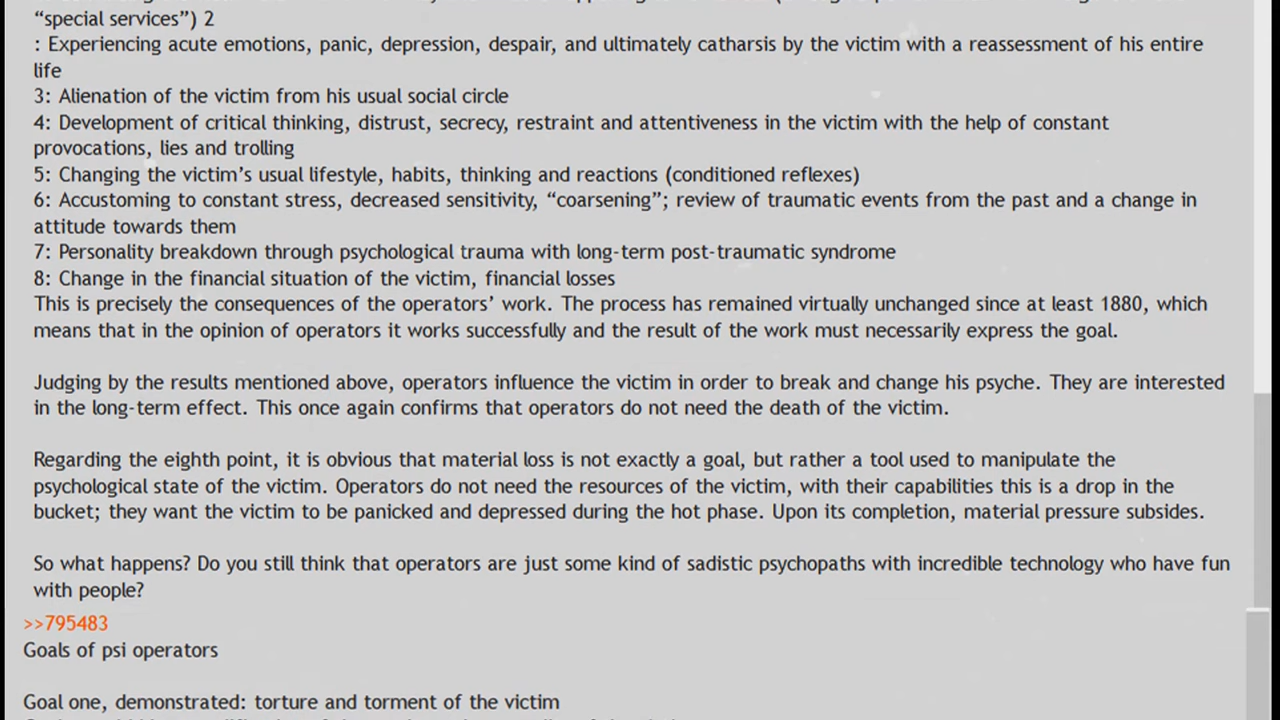 “special services”) 2
: Experiencing acute emotions, panic, depression, despair, and ultimately catharsis by the victim with a reassessment of his entire
life
3: Alienation of the victim from his usual social circle
4: Development of critical thinking, distrust, secrecy, restraint and attentiveness in the victim with the help of constant
provocations, lies and trolling
5: Changing the victim’s usual lifestyle, habits, thinking and reactions (conditioned reflexes)
6: Accustoming to constant stress, decreased sensitivity, “coarsening”; review of traumatic events from the past and a change in
attitude towards them
7: Personality breakdown through psychological trauma with long-term post-traumatic syndrome
8: Change in the financial situation of the victim, financial losses
This is precisely the consequences of the operators’ work. The process has remained virtually unchanged since at least 1880, which
means that in the opinion of operators it works successfully and the result of the work must necessarily express the goal.
Judging by the results mentioned above, operators influence the victim in order to break and change his psyche. They are interested
in the long-term effect. This once again confirms that operators do not need the death of the victim.
Regarding the eighth point, it is obvious that material loss is not exactly a goal, but rather a tool used to manipulate the
psychological state of the victim. Operators do not need the resources of the victim, with their capabilities this is a drop in the
bucket; they want the victim to be panicked and depressed during the hot phase. Upon its completion, material pressure subsides.
So what happens? Do you still think that operators are just some kind of sadistic psychopaths with incredible technology who have fun
with people?
>>795483
Goals of psi operators
Goal one, demonstrated: torture and torment of the victim